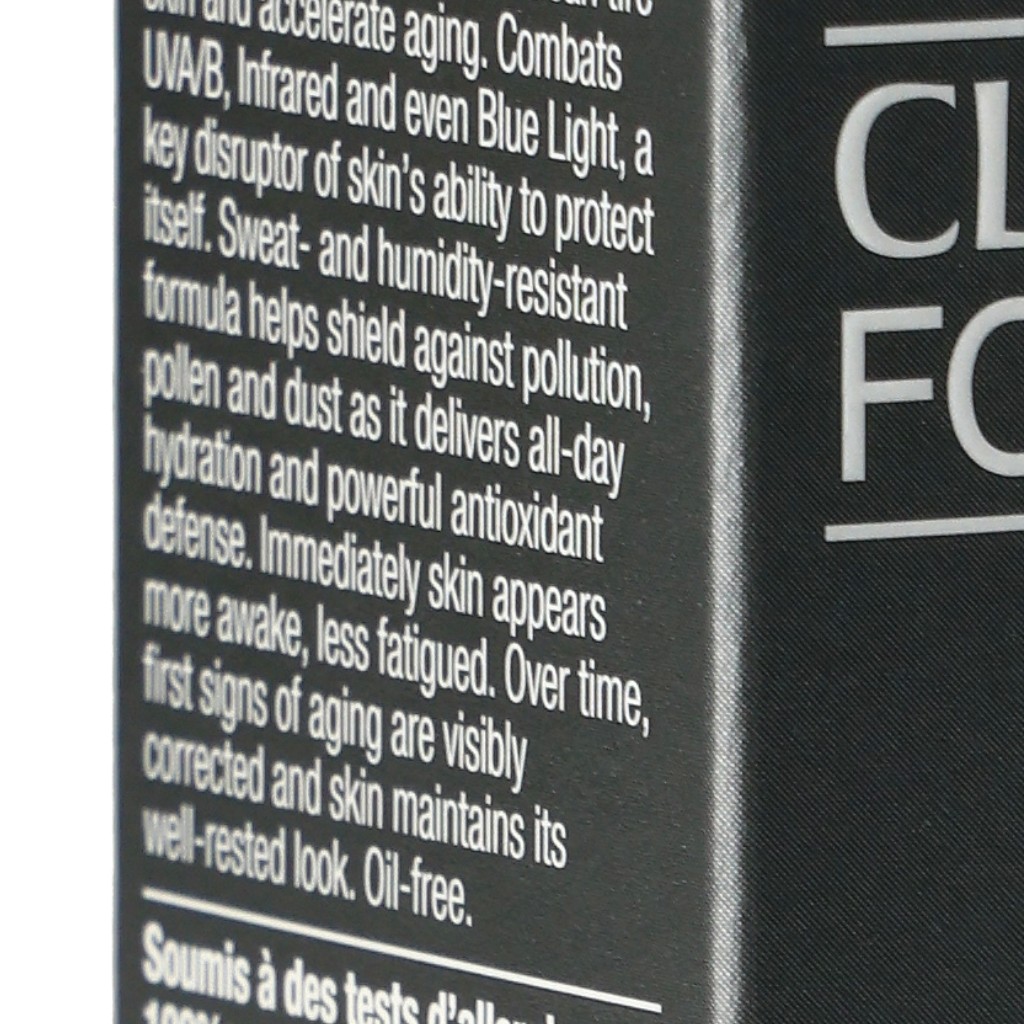 skin and accelerate aging. Combats
UVA/B, Infrared and even Blue Light, a
key disruptor of skin's ability to protect
itself. Sweat- and humidity-resistant
formula helps shield against pollution,
pollen and dust as it delivers all-day
hydration and powerful antioxidant
defense. Immediately skin appears
more awake, less fatigued. Over time,
first signs of aging are visibly
corrected and skin maintains its
well-rested look. Oil-free.
Soumis à des tests
100%
CL
FO